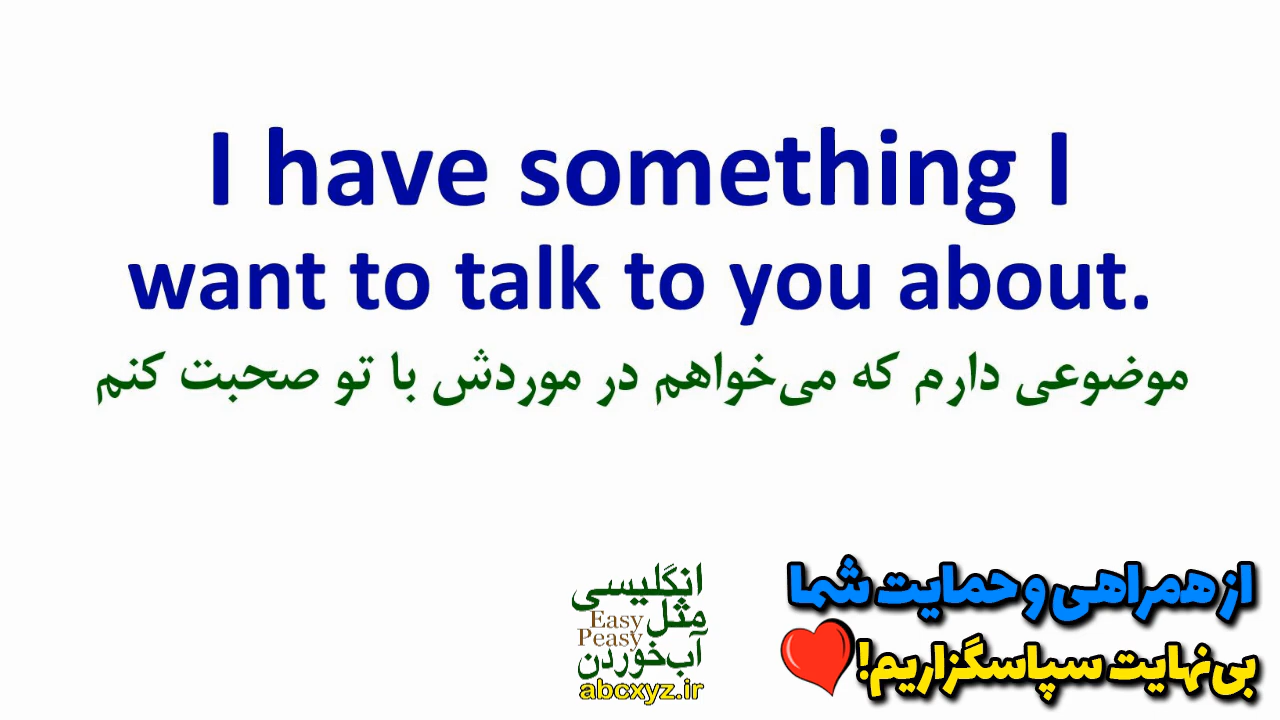 I have something I
want to talk to you about.
موضوعی دارم که می‌خواهم در موردش با تو صحبت کنم
انگلیسی
مثل
Easy
Peasy
آب‌خوردن
abcxyz.ir
از همراهی و حمایت شما
بی‌نهایت سپاسگزاریم!